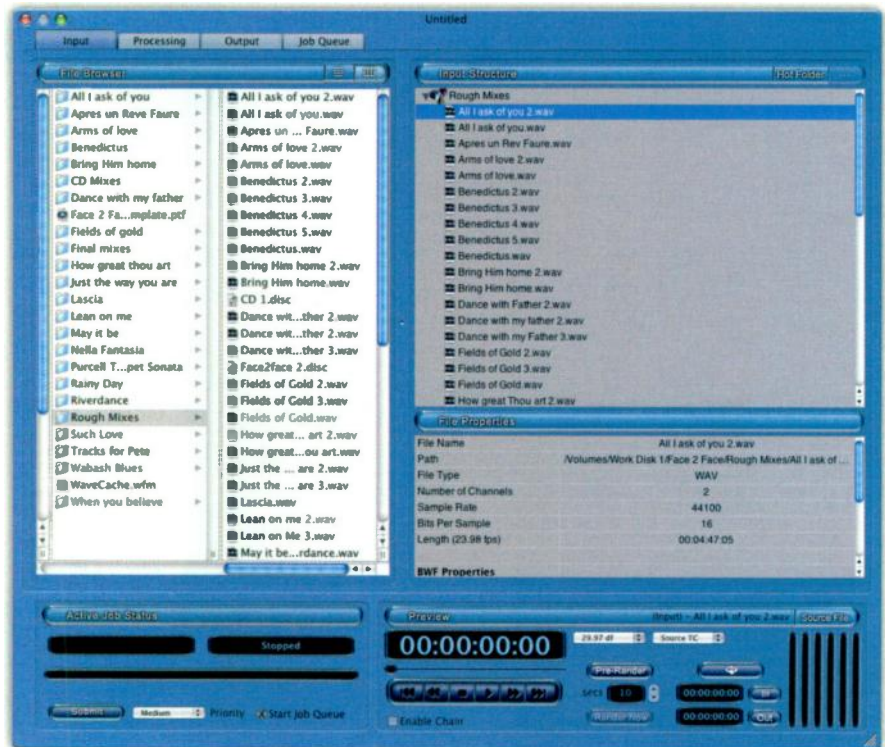 Untitled
Input Processing Output Job Queue
File Browser
All I ask of you
Apres un Reve Faure
Arms of love
Benedictus
Bring Him home
CD Mixes
Dance with my father
Face 2 Fa...mplate.ptf
Fields of gold
Final mixes
How great thou art
Just the way you are
Lascia
Lean on me
May it be
Nella Fantasia
Purcell T...pet Sonata
Rainy Day
Riverdance
Rough Mixes
Such Love
Tracks for Pete
Wabash Blues
WaveCache.wfm
When you believe
All I ask of you 2.wav
All I ask of you.wav
Apres un ... Faure.wav
Arms of love 2.wav
Arms of love.wav
Benedictus 2.wav
Benedictus 3.wav
Benedictus 4.wav
Benedictus 5.wav
Benedictus.wav
Bring Him home 2.wav
Bring Him home.wav
CD 1.disc
Dance wit...ther 2.wav
Dance wit...ther 2.wav
Dance wit...ther 3.wav
Face2face 2.disc
Fields of Gold 2.wav
Fields of Gold 3.wav
Fields of Gold.wav
How great... art 2.wav
How great...ou art.wav
Just the ... are 2.wav
Just the ... are 3.wav
Lascia.wav
Lean on me 2.wav
Lean on Me 3.wav
May it be...rdance.wav
Input Structure Hot Folder
Rough Mixes
All I ask of you 2.wav
All I ask of you.wav
Apres un Rev Faure.wav
Arms of love 2.wav
Arms of love.wav
Benedictus 2.wav
Benedictus 3.wav
Benedictus 4.wav
Benedictus 5.wav
Benedictus.wav
Bring Him home 2.wav
Bring Him home.wav
Dance with Father 2.wav
Dance with my father 2.wav
Dance with my Father 3.wav
Fields of Gold 2.wav
Fields of Gold 3.wav
Fields of Gold.wav
How great Thou art 2.wav
File Properties
File Name All I ask of you 2.wav
Path /Volumes/Work Disk 1/Face 2 Face/Rough Mixes/All I ask of ...
File Type WAV
Number of Channels 2
Sample Rate 44100
Bits Per Sample 16
Length (23.98 fps) 00:04:47:05
BWF Properties
Active Job Status
Stopped
Submit Medium Priority Start Job Queue
Preview (Input) - All I ask of you 2.wav Source File
00:00:00:00 29.97 df Source TC
Pre-Render
secs 10 00:00:00:00 In
Render Now 00:00:00:00 Out
Enable Chain